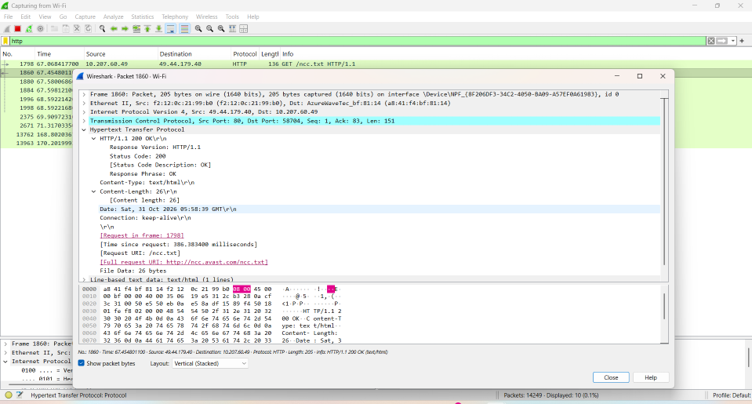 Capturing from Wi-Fi
File Edit View Go Capture Analyze Statistics Telephony Wireless Tools Help
http
No. Time Source Destination Protocol Lengtl Info
1798 67.068417700 10.207.60.49 49.44.179.40 HTTP 136 GET /ncc.txt HTTP/1.1
1860 67.4548011
1880 67.5800686
1884 67.5981210
1996 68.5922142
1998 68.5922168
2375 69.9097231
2671 71.3170335
13762 168.802036
13963 170.201999
Wireshark - Packet 1860 - Wi-Fi
Frame 1860: Packet, 205 bytes on wire (1640 bits), 205 bytes captured (1640 bits) on interface \Device\NPF_{8F206DF3-34C2-4050-BA09-A57EF0A61983}, id 0
Ethernet II, Src: f2:12:0c:21:99:b0 (f2:12:0c:21:99:b0), Dst: AzureWaveTec_bf:81:14 (a8:41:f4:bf:81:14)
Internet Protocol Version 4, Src: 49.44.179.40, Dst: 10.207.60.49
Transmission Control Protocol, Src Port: 80, Dst Port: 58704, Seq: 1, Ack: 83, Len: 151
Hypertext Transfer Protocol
HTTP/1.1 200 OK\r\n
Response Version: HTTP/1.1
Status Code: 200
[Status Code Description: OK]
Response Phrase: OK
Content-Type: text/html\r\n
Content-Length: 26\r\n
[Content length: 26]
Date: Sat, 31 Oct 2026 05:58:39 GMT\r\n
Connection: keep-alive\r\n
\r\n
[Request in frame: 1798]
[Time since request: 386.383400 milliseconds]
[Request URI: /ncc.txt]
[Full request URI: http://ncc.avast.com/ncc.txt]
File Data: 26 bytes
Line-based text data: text/html (1 lines)
0000 a8 41 f4 bf 81 14 f2 12 0c 21 99 b0 08 00 45 00
0010 00 bf 00 00 40 00 35 06 19 e5 31 2c b3 28 0a cf
0020 3c 31 00 50 e5 50 eb 0a e5 8a df 15 89 f4 50 18
0030 01 fe f8 02 00 00 48 54 54 50 2f 31 2e 31 20 32
0040 30 30 20 4f 4b 0d 0a 43 6f 6e 74 65 6e 74 2d 54 00 OK··C ontent-T
0050 79 70 65 3a 20 74 65 78 74 2f 68 74 6d 6c 0d 0a ype: tex t/html··
0060 43 6f 6e 74 65 6e 74 2d 4c 65 6e 67 74 68 3a 20 Content- Length:
0070 32 36 0d 0a 44 61 74 65 3a 20 53 61 74 2c 20 33 26··Date : Sat, 3
No.: 1860 · Time: 67.454801100 · Source: 49.44.179.40 · Destination: 10.207.60.49 · Protocol: HTTP · Length: 205 · Info: HTTP/1.1 200 OK (text/html)
Show packet bytes Layout: Vertical (Stacked)
Close Help
Frame 1860: Packe
Ethernet II, Src:
Internet Protocol
0100 .... = Ver
.... 0101 = Hea
Hypertext Transfer Protocol: Protocol Packets: 14249 · Displayed: 10 (0.1%) Profile: Default